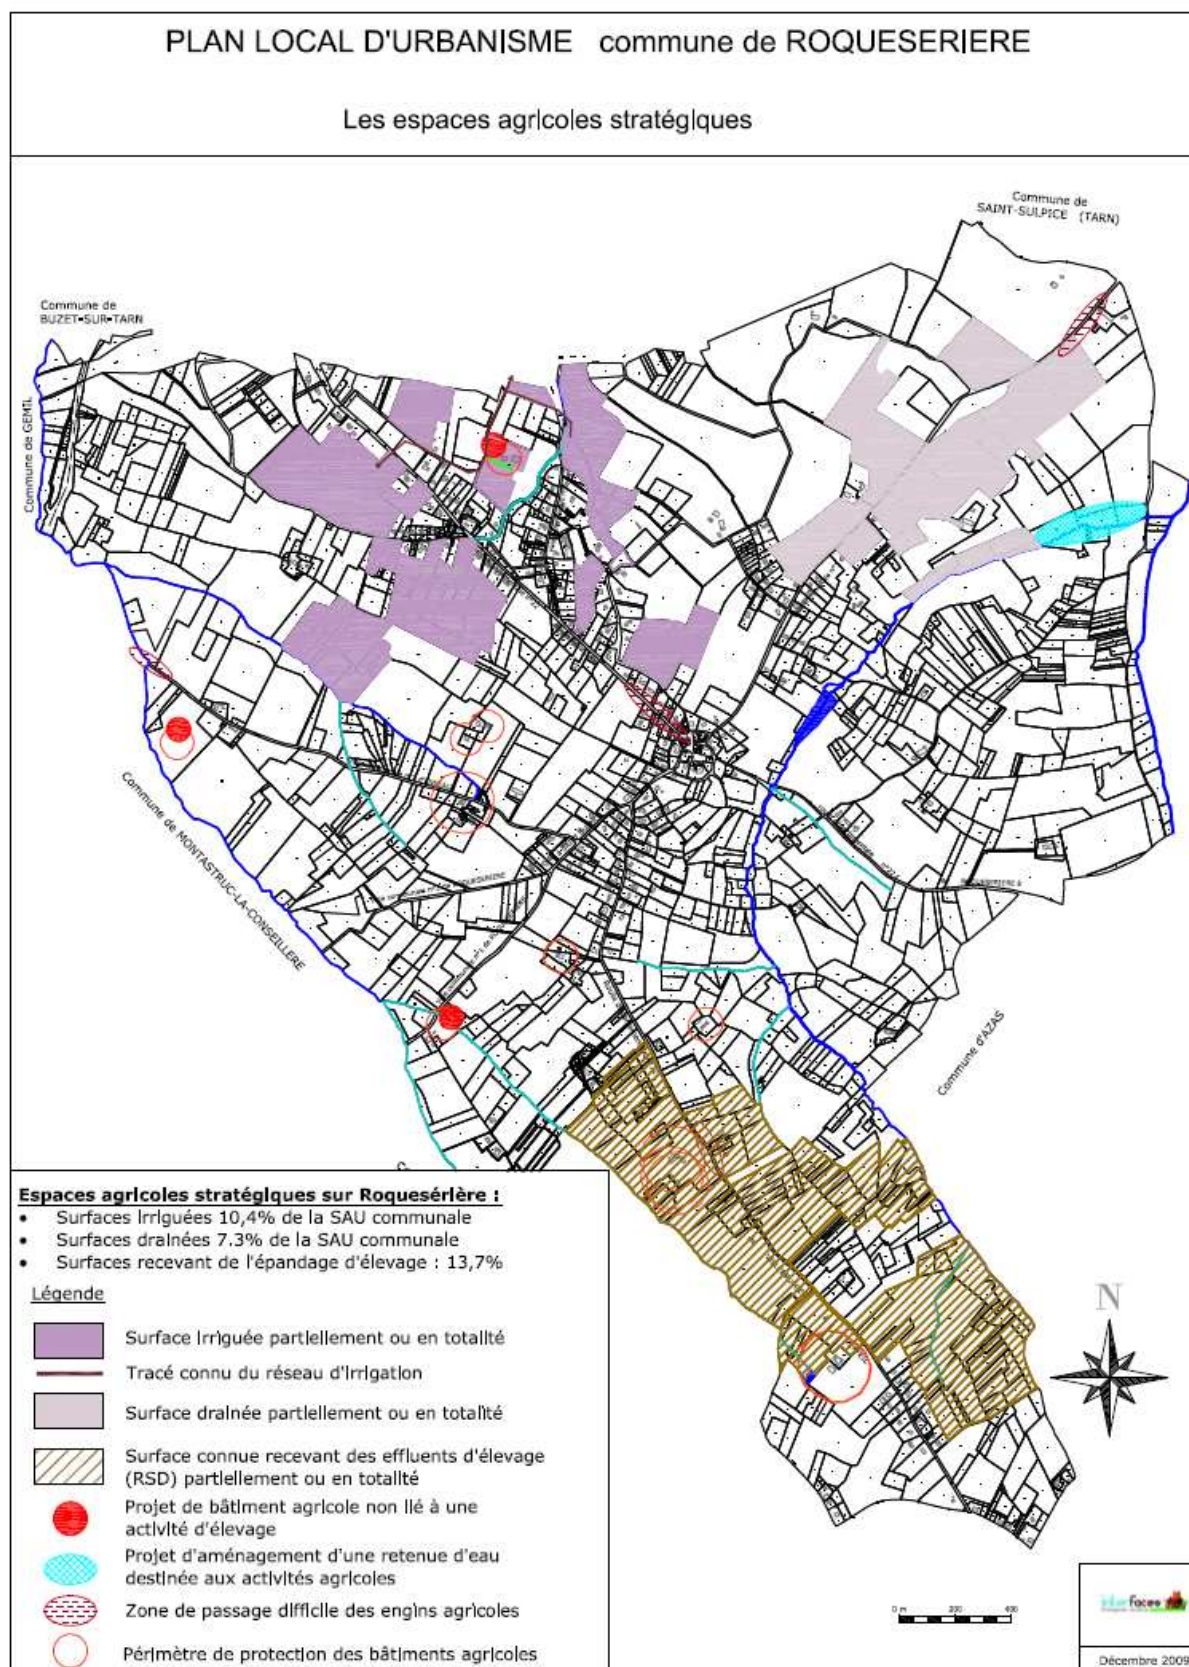 PLAN LOCAL D'URBANISME commune de ROQUESERIERE
Les espaces agricoles stratégiques
Commune de
SAINT-SULPICE (TARN)
Commune de
BUZET-SUR-TARN
Commune de GEMIL
Commune de MONTASTRUC-LA-CONSEILLERE
Commune d'AZAS
Espaces agricoles stratégiques sur Roquesérière :
• Surfaces irriguées 10,4% de la SAU communale
• Surfaces drainées 7.3% de la SAU communale
• Surfaces recevant de l'épandage d'élevage : 13,7%
Légende
Surface irriguée partiellement ou en totalité
Tracé connu du réseau d'irrigation
Surface drainée partiellement ou en totalité
Surface connue recevant des effluents d'élevage
(RSD) partiellement ou en totalité
Projet de bâtiment agricole non lié à une
activité d'élevage
Projet d'aménagement d'une retenue d'eau
destinée aux activités agricoles
Zone de passage difficile des engins agricoles
Périmètre de protection des bâtiments agricoles
N
0 m 200 400
interfaces
Décembre 2009